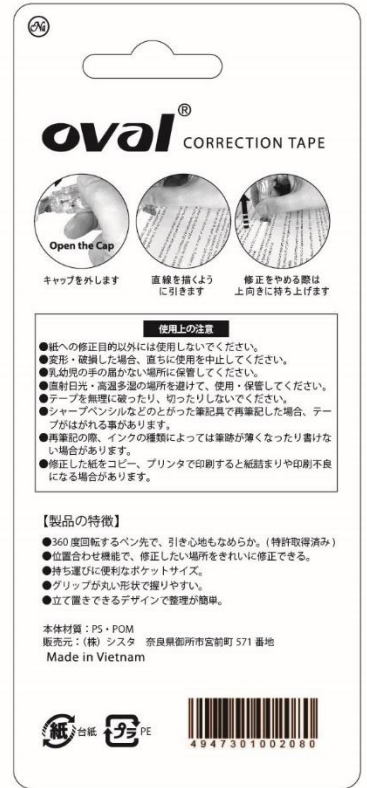 oval® CORRECTION TAPE
Open the Cap
キャップを外します
直線を描くよう
に引きます
修正をやめる際は
上向きに持ち上げます
使用上の注意
●紙への修正目的以外には使用しないでください。
●変形・破損した場合、直ちに使用を中止してください。
●乳幼児の手の届かない場所に保管してください。
●直射日光・高温多湿の場所を避けて、使用・保管してください。
●テープを無理に破ったり、切ったりしないでください。
●シャープペンシルなどのとがった筆記具で再筆記した場合、テー
プがはがれる事があります。
●再筆記の際、インクの種類によっては筆跡が薄くなったり書けな
い場合があります。
●修正した紙をコピー、プリンタで印刷すると紙詰まりや印刷不良
になる場合があります。
【製品の特徴】
●360度回転するペン先で、引き心地もなめらか。(特許取得済み)
●位置合わせ機能で、修正したい場所をきれいに修正できる。
●持ち運びに便利なポケットサイズ。
●グリップが丸い形状で握りやすい。
●立て置きできるデザインで整理が簡単。
本体材質：PS・POM
販売元：(株) シスタ 奈良県御所市宮前町 571 番地
Made in Vietnam
紙 台紙 プラ PE
4947301002080